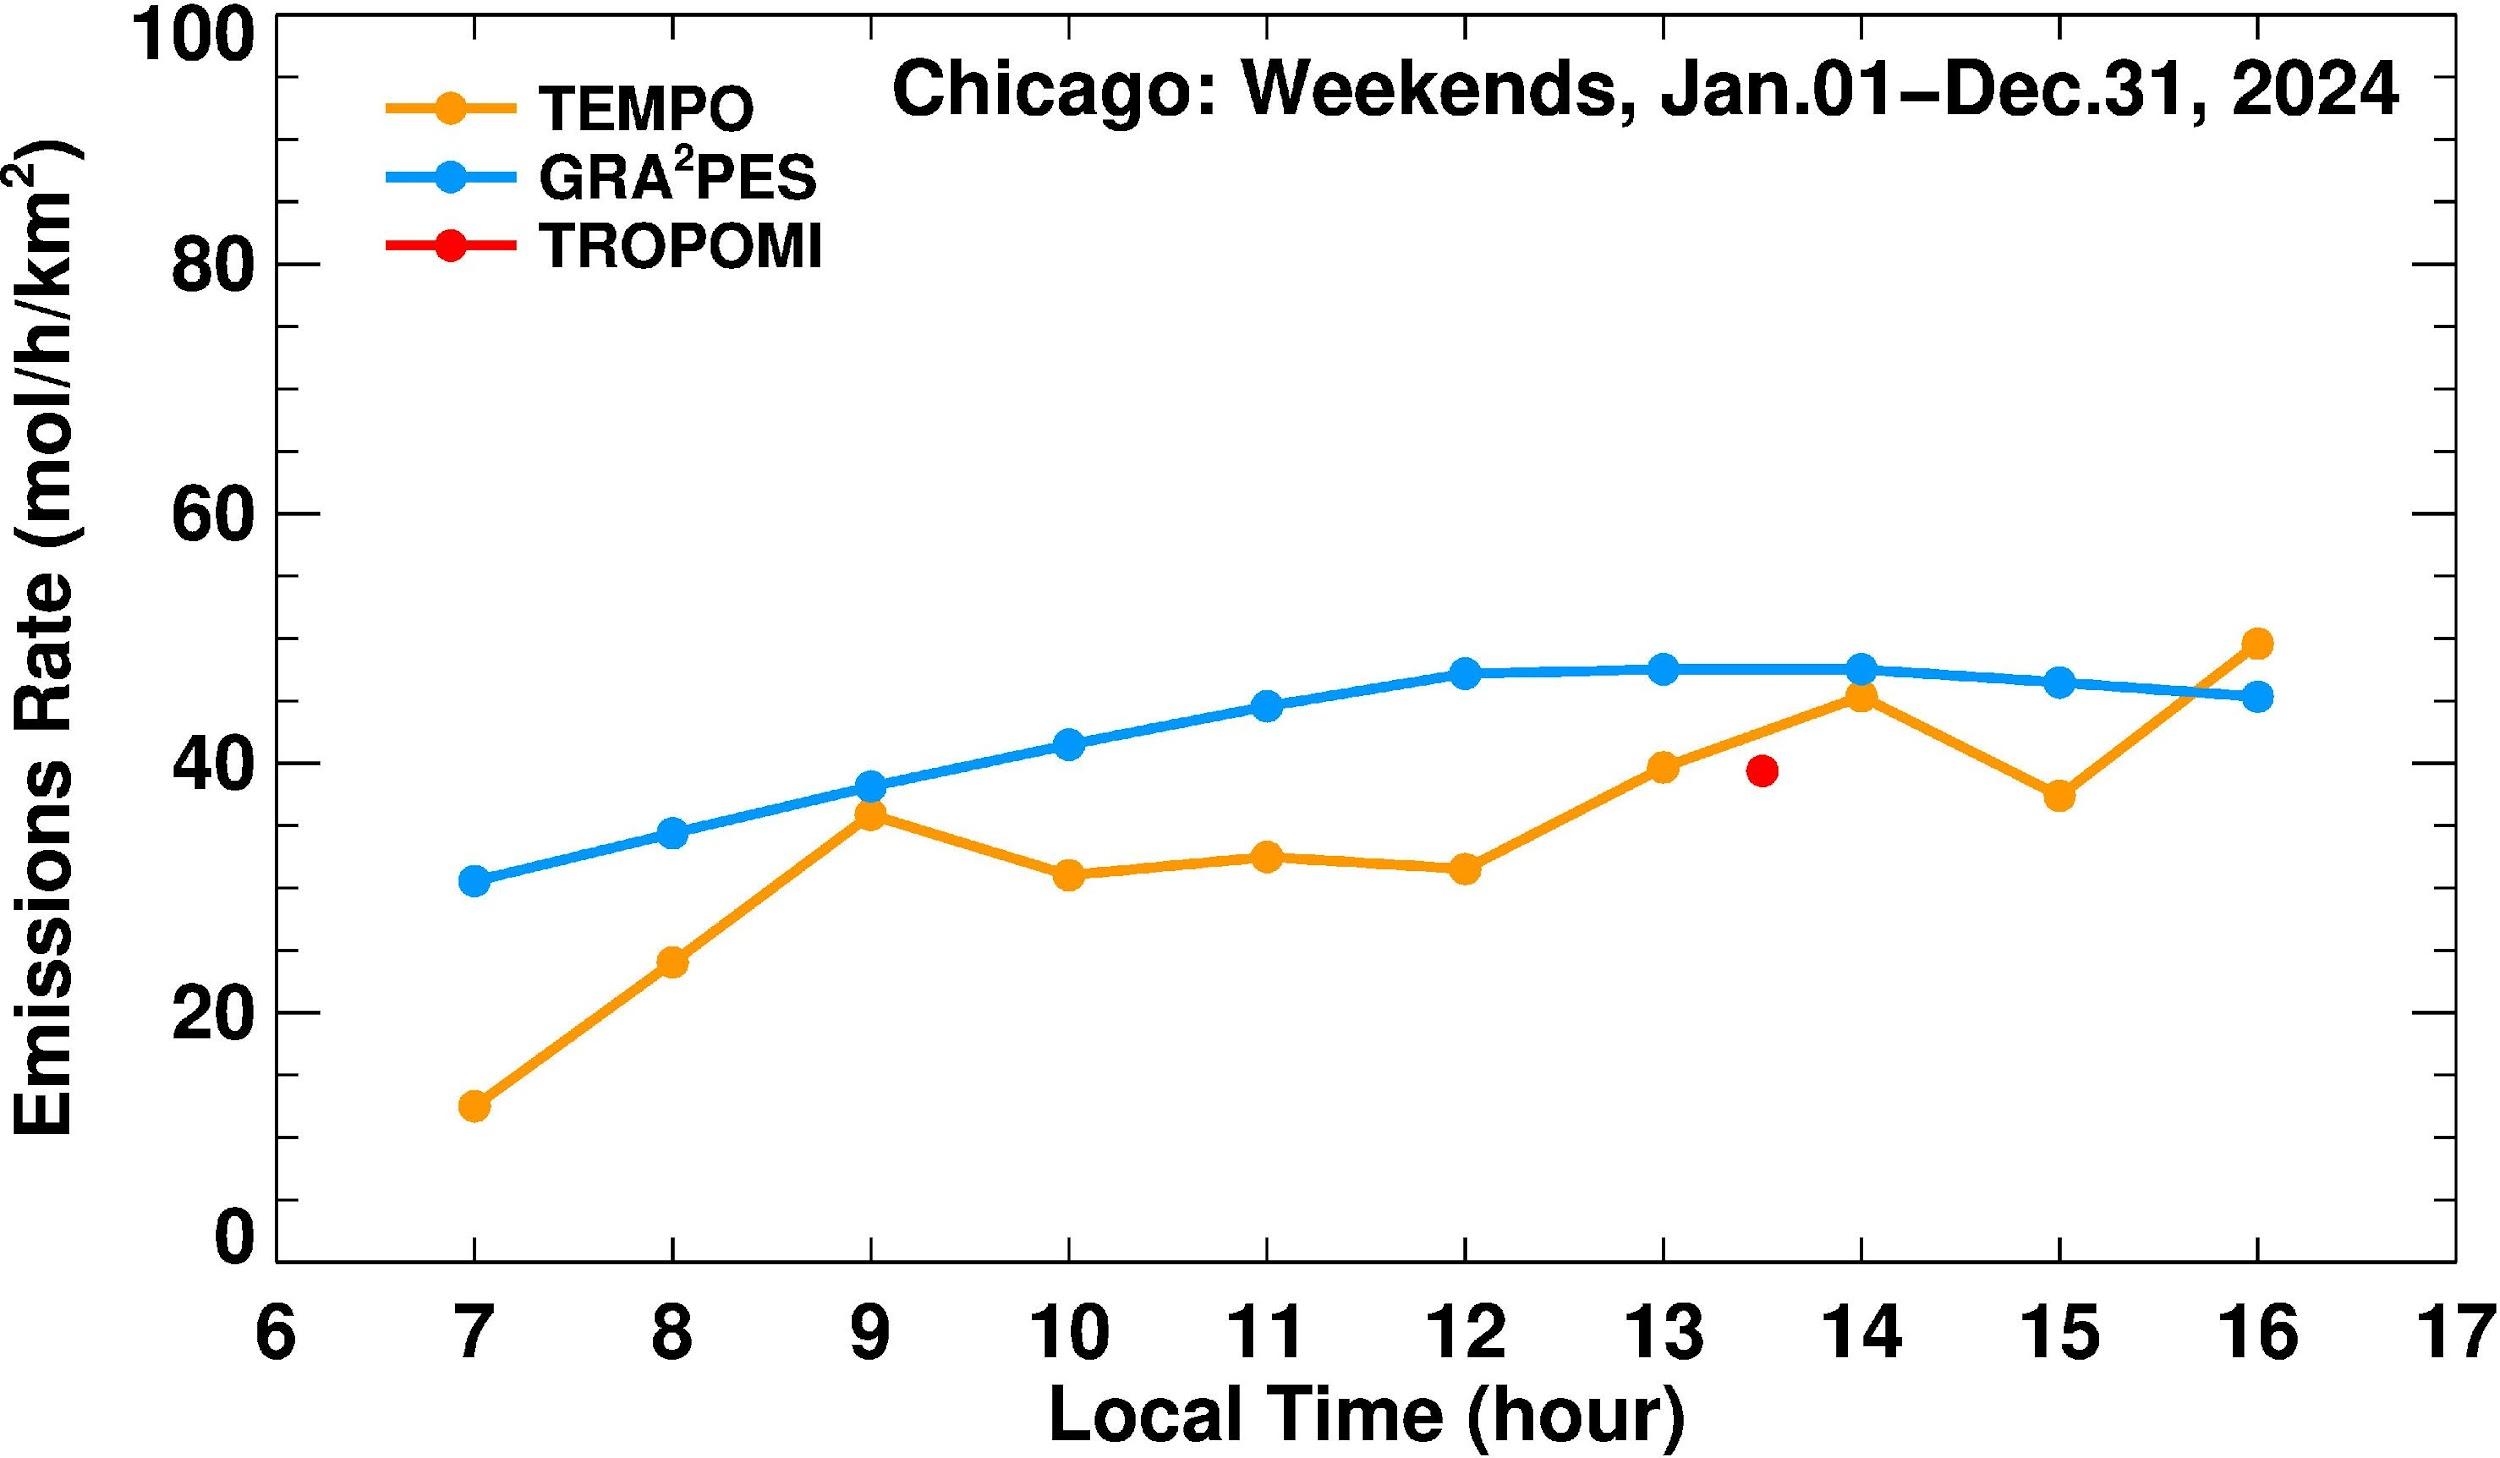 Chicago: Weekends, Jan.01–Dec.31, 2024
TEMPO
GRA²PES
TROPOMI
Emissions Rate (mol/h/km²)
100
80
60
40
20
0
6 7 8 9 10 11 12 13 14 15 16 17
Local Time (hour)